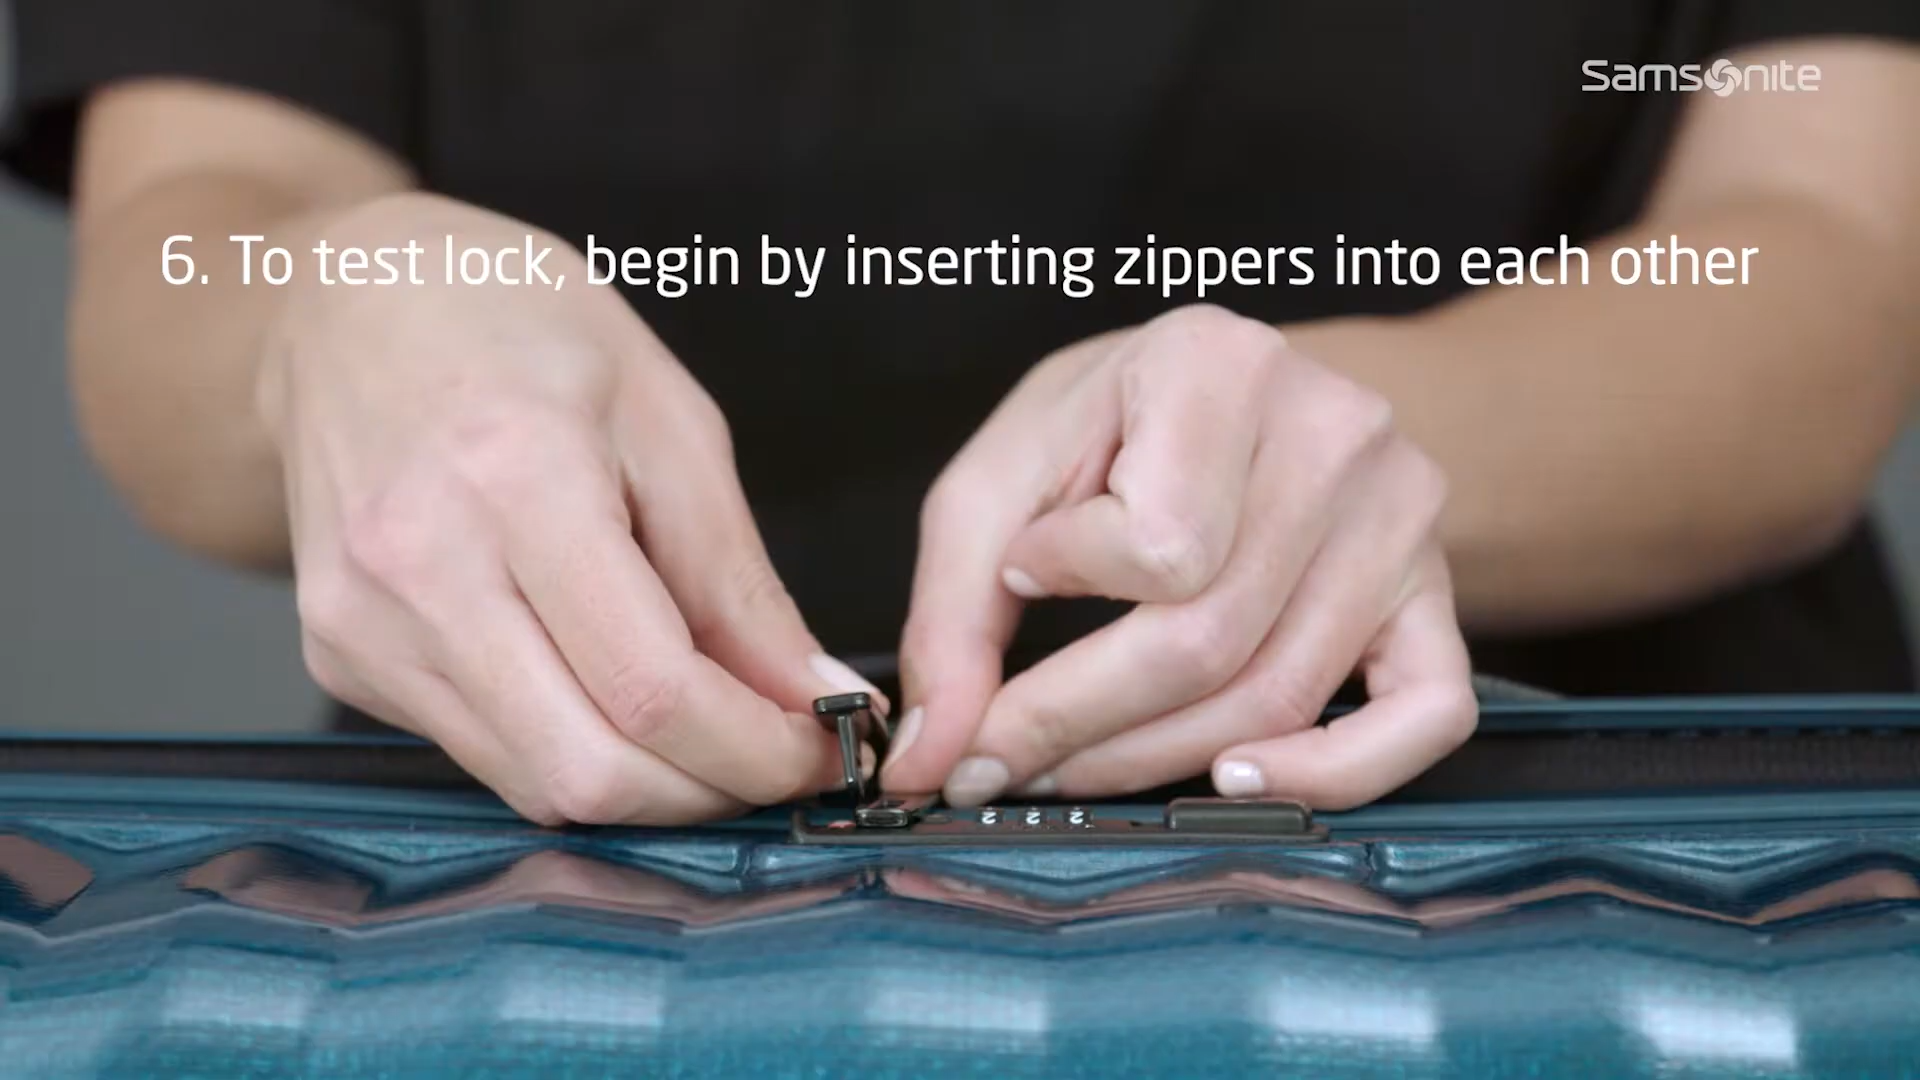 Samsonite
6. To test lock, begin by inserting zippers into each other
2 2 2